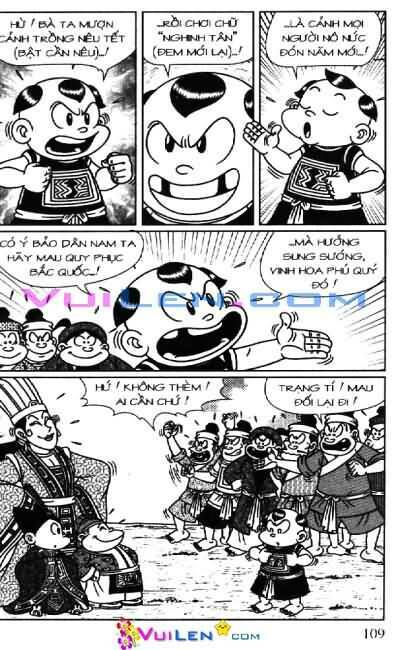 HỪ! BÀ TA MƯỢN
CẢNH TRỒNG NÊU TẾT
(BẬT CẦN NÊU)...!
...RỒI CHƠI CHỮ
"NGHINH TÂN"
(ĐEM MỚI LẠI)...!
...LÀ CẢNH MỌI
NGƯỜI NÔ NỨC
ĐÓN NĂM MỚI...!
CÓ Ý BẢO DÂN NAM TA
HÃY MAU QUY PHỤC
BẮC QUỐC...!
...MÀ HƯỞNG
SUNG SƯỚNG,
VINH HOA PHÚ QUÝ
ĐÓ!
VUILEN.COM
HỨ! KHÔNG THÈM!
AI CẦN CHỨ!
TRẠNG TÍ! MAU
ĐỐI LẠI ĐI!
109
VUILEN.COM